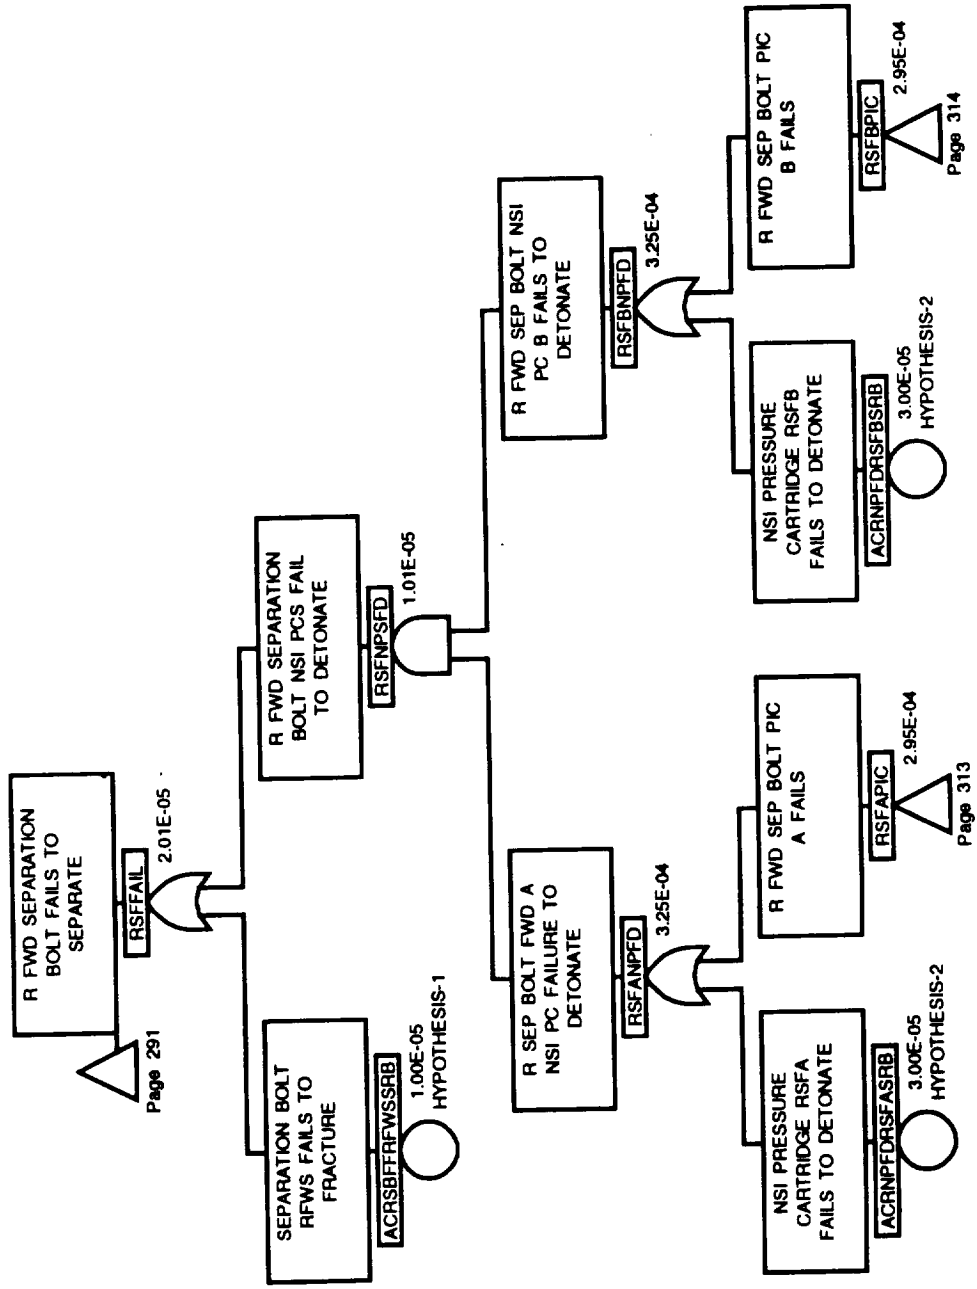 R FWD SEPARATION
BOLT FAILS TO
SEPARATE
RSFFAIL
2.01E-05
Page 291
SEPARATION BOLT
RFWS FAILS TO
FRACTURE
ACRSBFFRFWSSRB
1.00E-05
HYPOTHESIS-1
R FWD SEPARATION
BOLT NSI PCS FAIL
TO DETONATE
RSFNPSFD
1.01E-05
R SEP BOLT FWD A
NSI PC FAILURE TO
DETONATE
RSFANPFD
3.25E-04
R FWD SEP BOLT NSI
PC B FAILS TO
DETONATE
RSFBNPFD
3.25E-04
NSI PRESSURE
CARTRIDGE RSFA
FAILS TO DETONATE
ACRNPFDRSFASRB
3.00E-05
HYPOTHESIS-2
R FWD SEP BOLT PIC
A FAILS
RSFAPIC
2.95E-04
Page 313
NSI PRESSURE
CARTRIDGE RSFB
FAILS TO DETONATE
ACRNPFDRSFBSRB
3.00E-05
HYPOTHESIS-2
R FWD SEP BOLT PIC
B FAILS
RSFBPIC
2.95E-04
Page 314